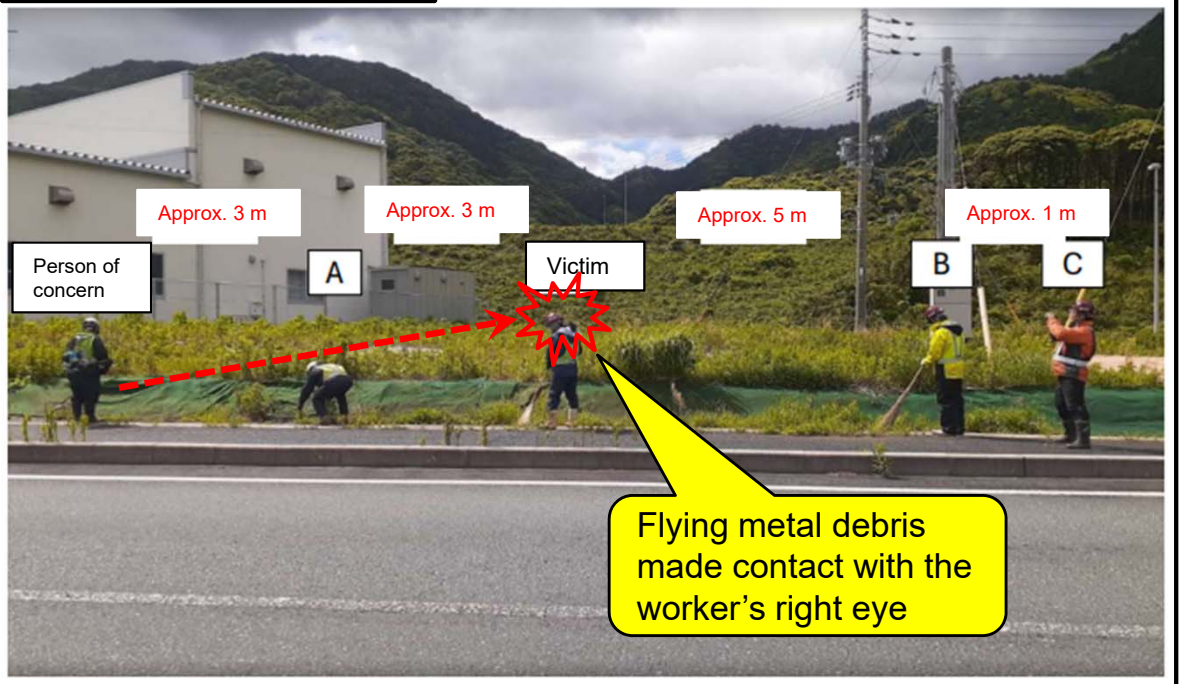 Approx. 3 m
Approx. 3 m
Approx. 5 m
Approx. 1 m
Person of
concern
A
Victim
B
C
Flying metal debris
made contact with the
worker’s right eye